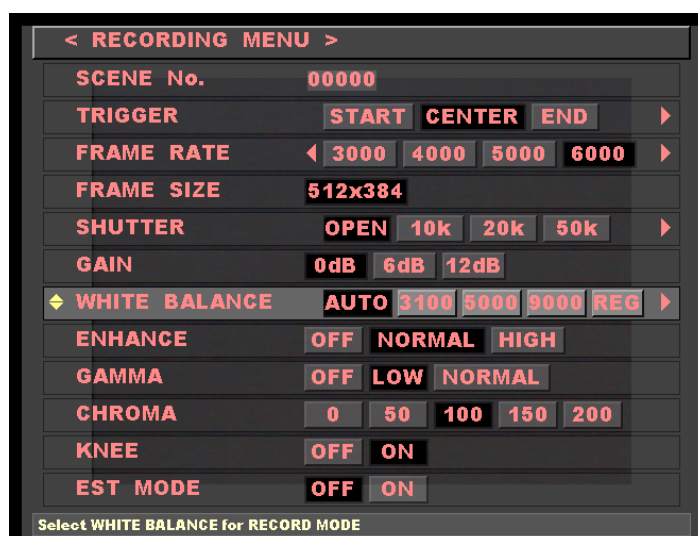 < RECORDING MENU >
SCENE No. 00000
TRIGGER START CENTER END
FRAME RATE 3000 4000 5000 6000
FRAME SIZE 512x384
SHUTTER OPEN 10k 20k 50k
GAIN 0dB 6dB 12dB
WHITE BALANCE AUTO 3100 5000 9000 REG
ENHANCE OFF NORMAL HIGH
GAMMA OFF LOW NORMAL
CHROMA 0 50 100 150 200
KNEE OFF ON
EST MODE OFF ON
Select WHITE BALANCE for RECORD MODE